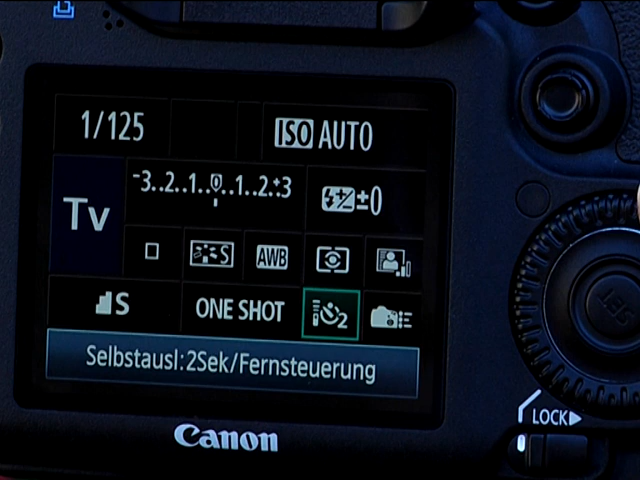 1/125 ISO AUTO
-3..2..1..0..1..2.:+3 ±0
Tv
S AWB
S ONE SHOT 2
Selbstausl:2Sek/Fernsteuerung
Canon
LOCK
SET